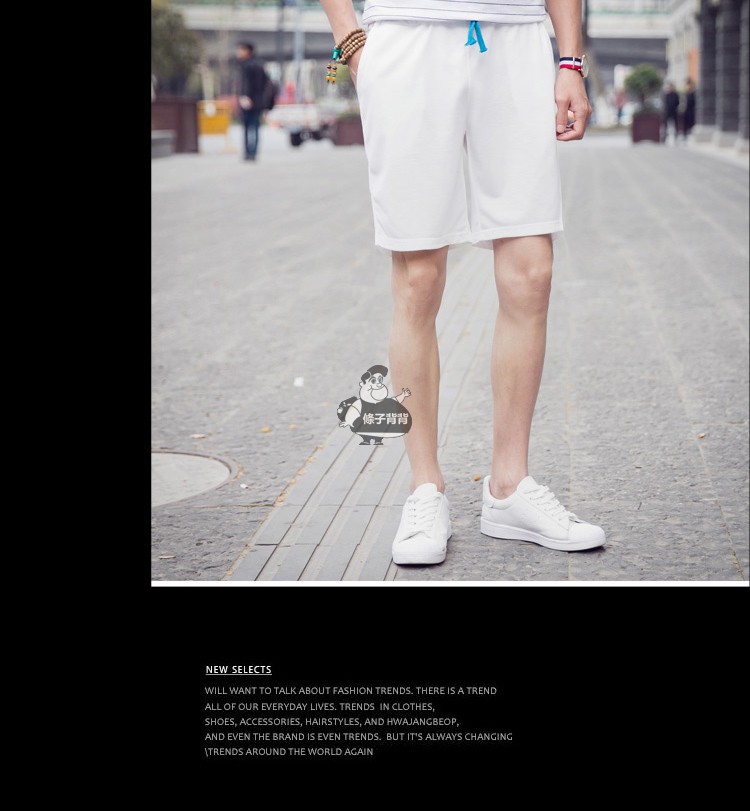 條子背背
NEW SELECTS
WILL WANT TO TALK ABOUT FASHION TRENDS. THERE IS A TREND
ALL OF OUR EVERYDAY LIVES. TRENDS IN CLOTHES,
SHOES, ACCESSORIES, HAIRSTYLES, AND HWAJANGBEOP,
AND EVEN THE BRAND IS EVEN TRENDS. BUT IT'S ALWAYS CHANGING
\TRENDS AROUND THE WORLD AGAIN